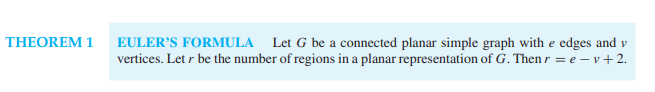 THEOREM 1 EULER'S FORMULA Let G be a connected planar simple graph with e edges and v
vertices. Let r be the number of regions in a planar representation of G. Then r = e − v + 2.